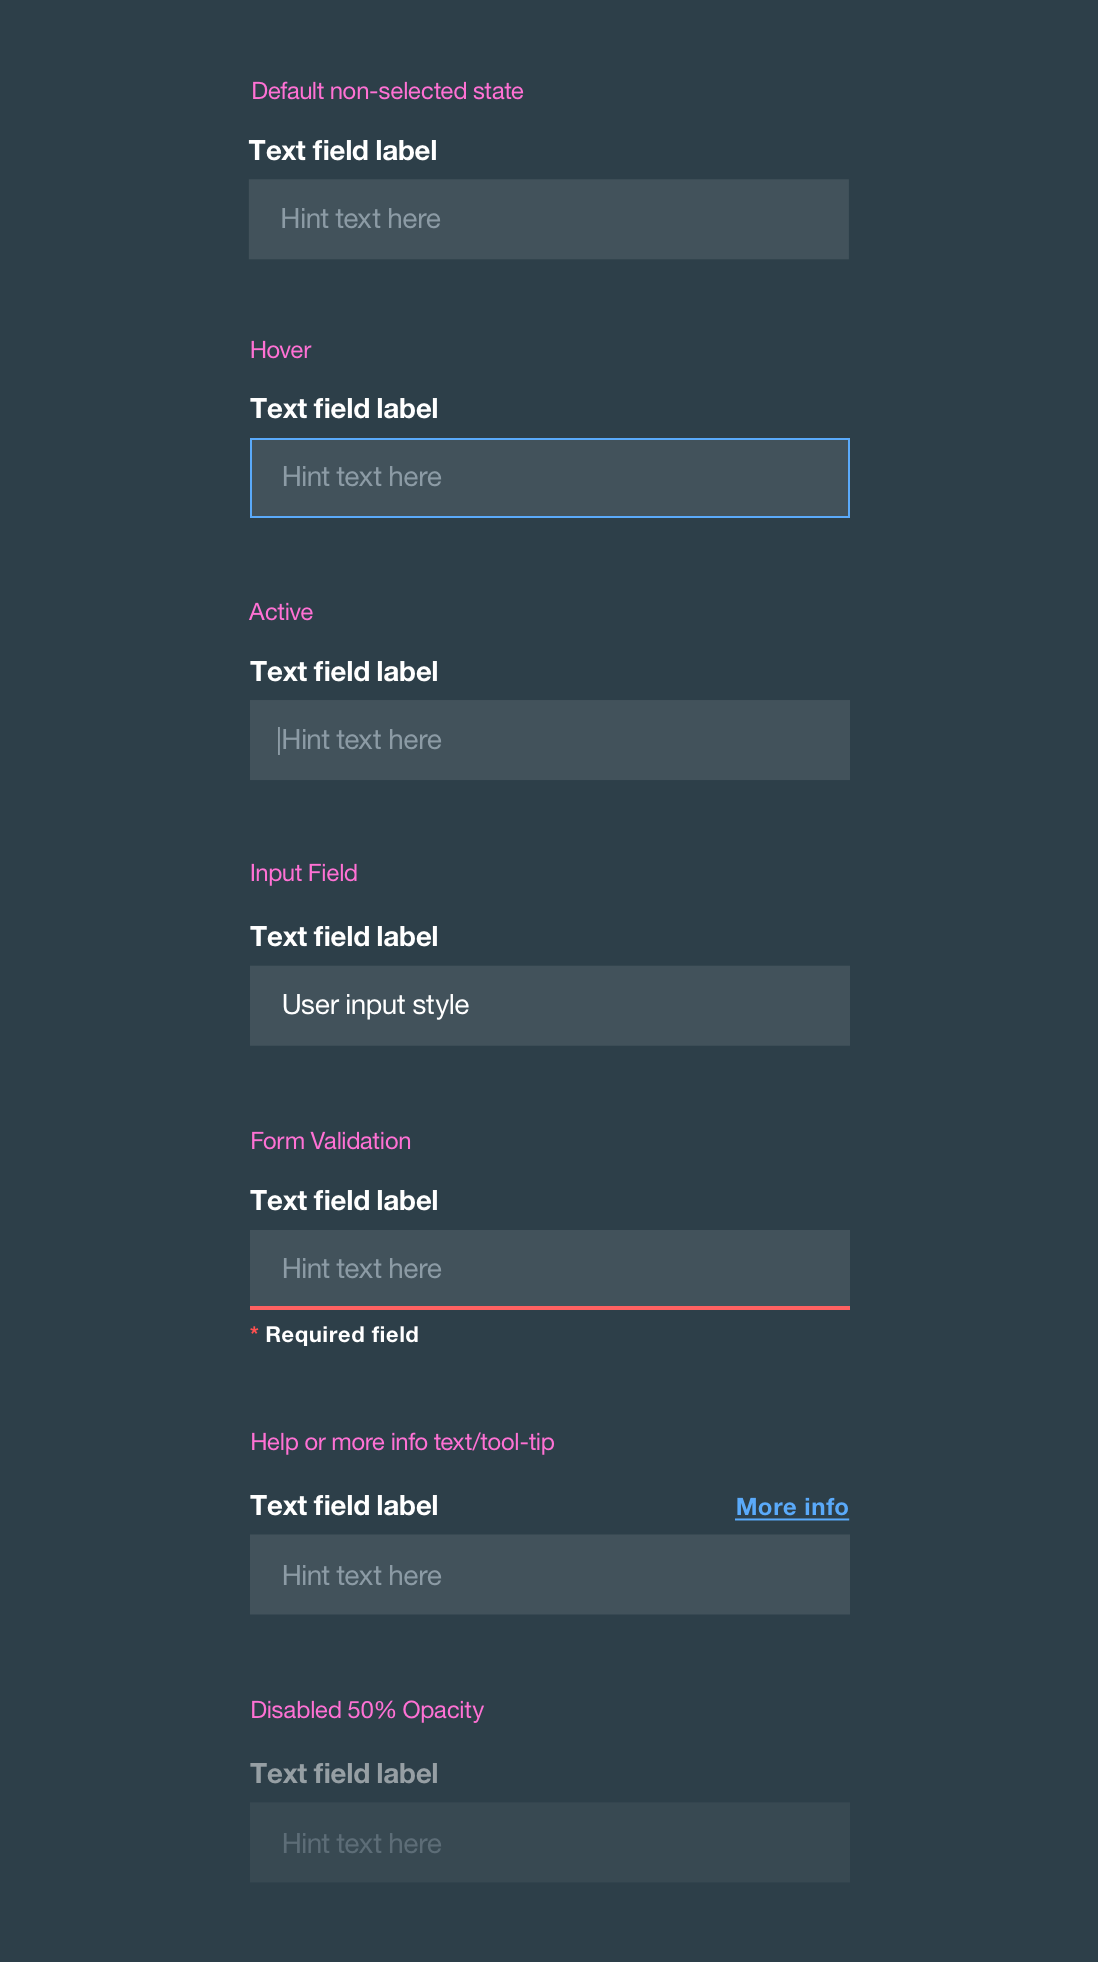 Default non-selected state
Text field label
Hint text here
Hover
Text field label
Hint text here
Active
Text field label
Hint text here
Input Field
Text field label
User input style
Form Validation
Text field label
Hint text here
* Required field
Help or more info text/tool-tip
Text field label More info
Hint text here
Disabled 50% Opacity
Text field label
Hint text here